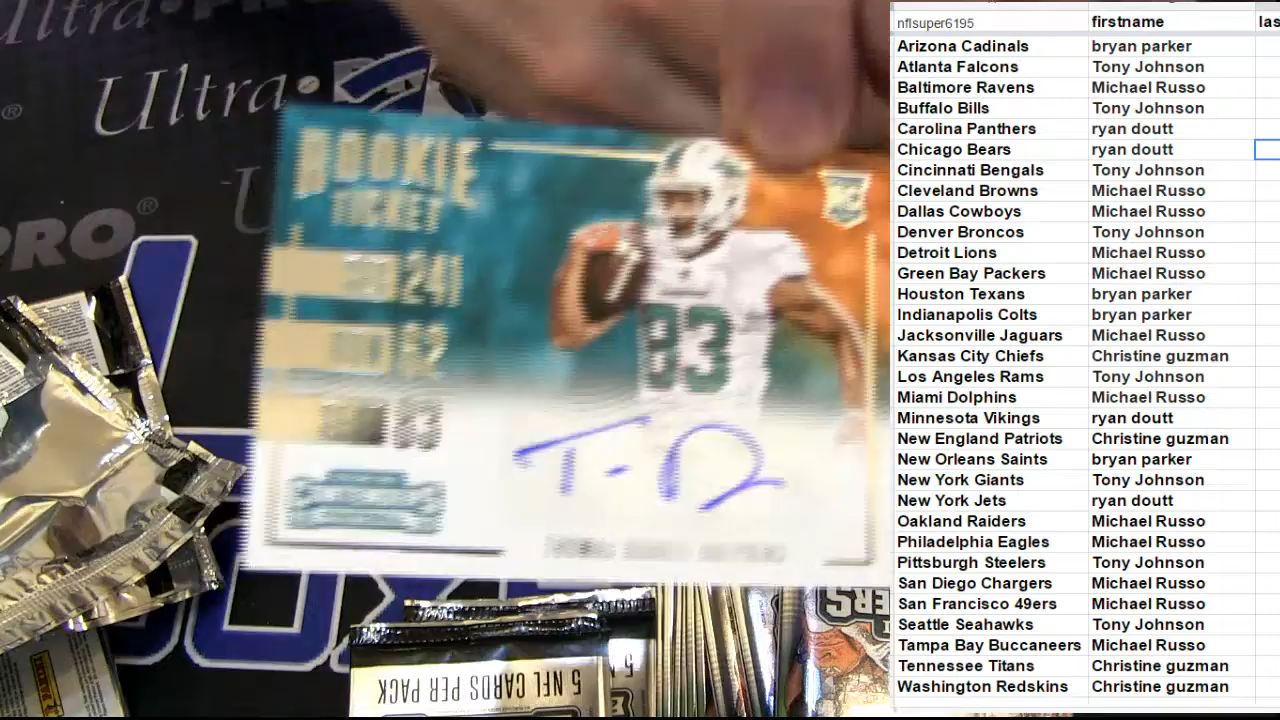 Ultra
PRO
ROOKIE
TICKET
83
T-D
5 NFL CARDS PER PACK
nflsuper6195 firstname las
Arizona Cadinals bryan parker
Atlanta Falcons Tony Johnson
Baltimore Ravens Michael Russo
Buffalo Bills Tony Johnson
Carolina Panthers ryan doutt
Chicago Bears ryan doutt
Cincinnati Bengals Tony Johnson
Cleveland Browns Michael Russo
Dallas Cowboys Michael Russo
Denver Broncos Tony Johnson
Detroit Lions Michael Russo
Green Bay Packers Michael Russo
Houston Texans bryan parker
Indianapolis Colts bryan parker
Jacksonville Jaguars Michael Russo
Kansas City Chiefs Christine guzman
Los Angeles Rams Tony Johnson
Miami Dolphins Michael Russo
Minnesota Vikings ryan doutt
New England Patriots Christine guzman
New Orleans Saints bryan parker
New York Giants Tony Johnson
New York Jets ryan doutt
Oakland Raiders Michael Russo
Philadelphia Eagles Michael Russo
Pittsburgh Steelers Tony Johnson
San Diego Chargers Michael Russo
San Francisco 49ers Michael Russo
Seattle Seahawks Tony Johnson
Tampa Bay Buccaneers Michael Russo
Tennessee Titans Christine guzman
Washington Redskins Christine guzman